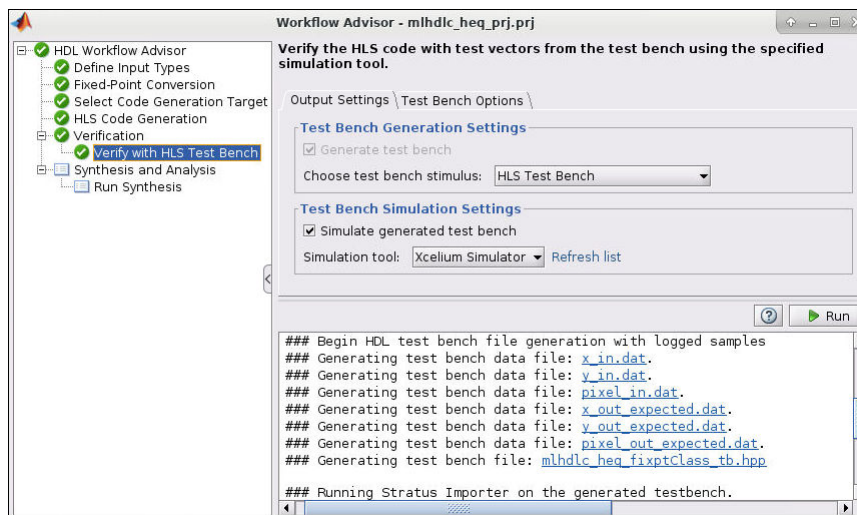 Workflow Advisor - mlhdlc_heq_prj.prj
HDL Workflow Advisor
Define Input Types
Fixed-Point Conversion
Select Code Generation Target
HLS Code Generation
Verification
Verify with HLS Test Bench
Synthesis and Analysis
Run Synthesis
Verify the HLS code with test vectors from the test bench using the specified
simulation tool.
Output Settings Test Bench Options
Test Bench Generation Settings
Generate test bench
Choose test bench stimulus: HLS Test Bench
Test Bench Simulation Settings
Simulate generated test bench
Simulation tool: Xcelium Simulator Refresh list
? Run
### Begin HDL test bench file generation with logged samples
### Generating test bench data file: x_in.dat.
### Generating test bench data file: y_in.dat.
### Generating test bench data file: pixel_in.dat.
### Generating test bench data file: x_out_expected.dat.
### Generating test bench data file: y_out_expected.dat.
### Generating test bench data file: pixel_out_expected.dat.
### Generating test bench file: mlhdlc_heq_fixptClass_tb.hpp
### Running Stratus Importer on the generated testbench.